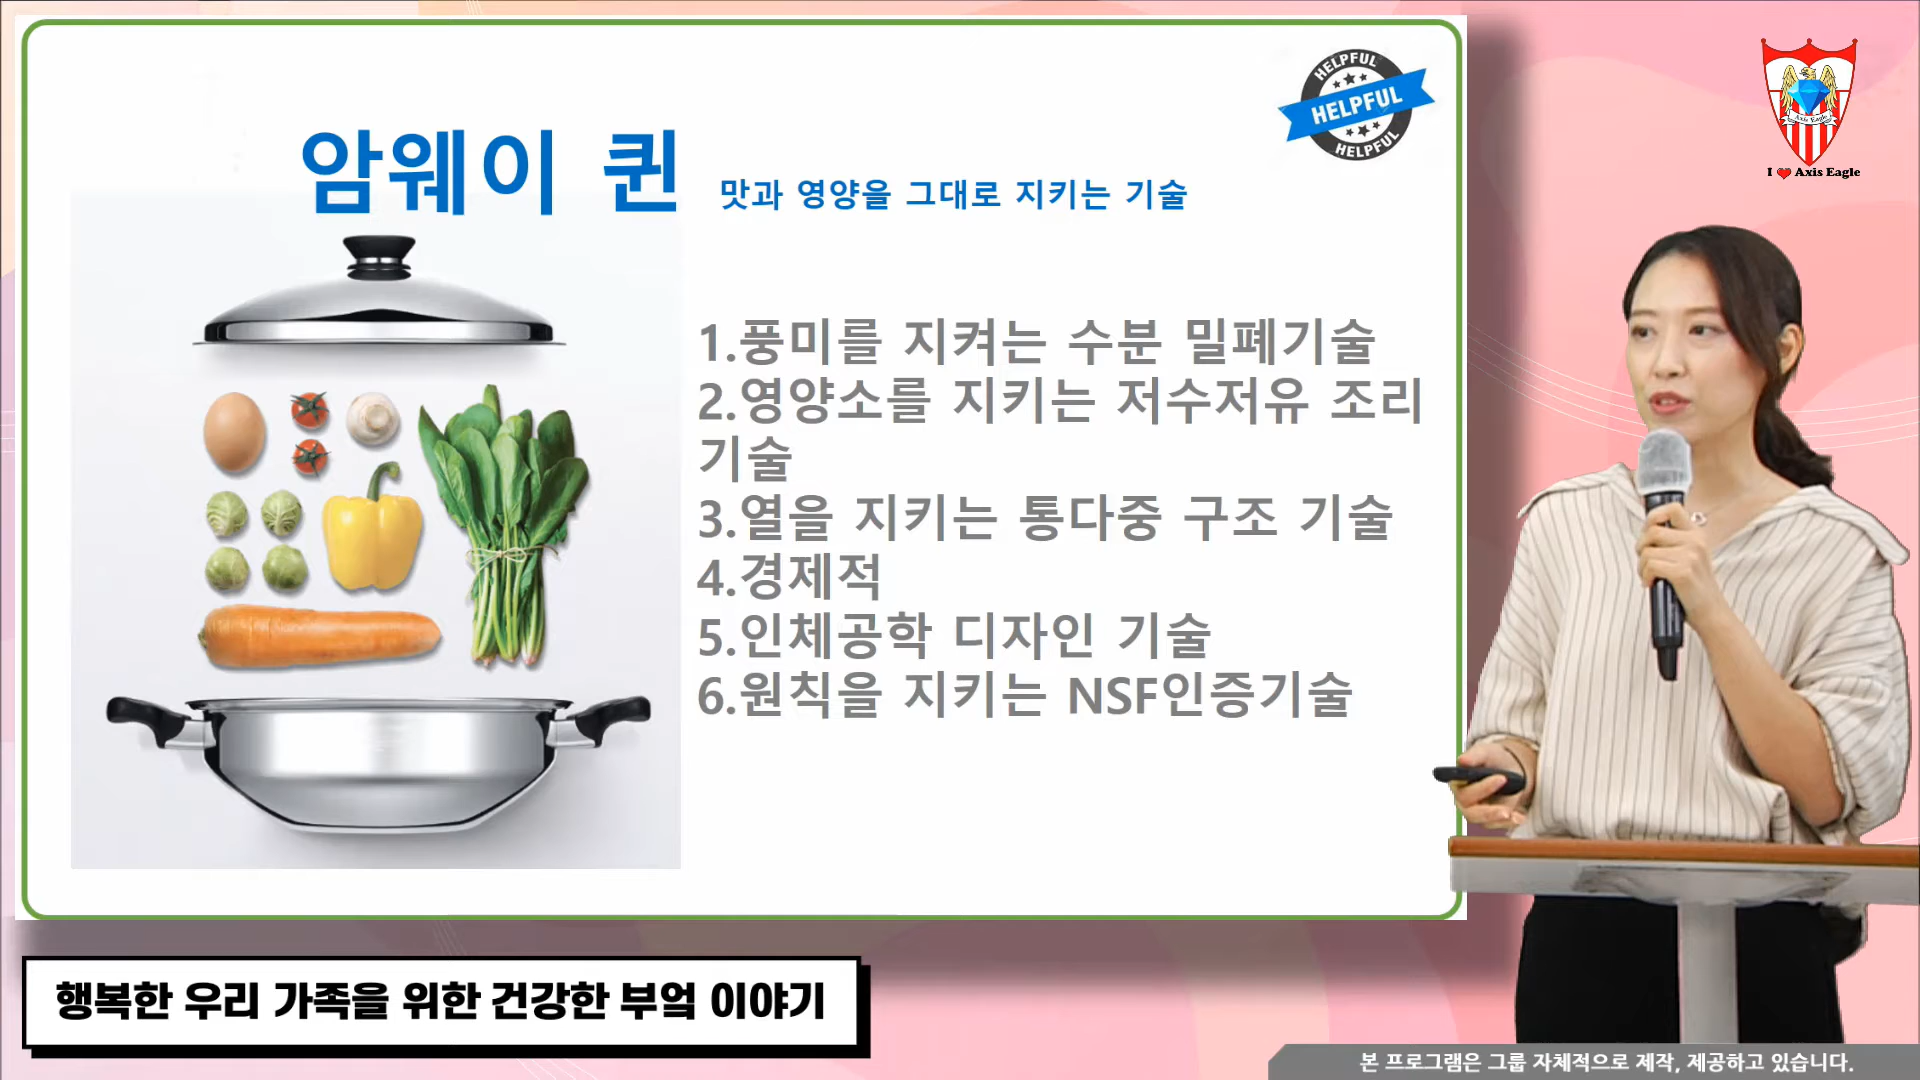 암웨이 퀸 맛과 영양을 그대로 지키는 기술
HELPFUL
HELPFUL
HELPFUL
Axis Eagle
I ❤ Axis Eagle
1.풍미를 지켜는 수분 밀폐기술
2.영양소를 지키는 저수저유 조리
기술
3.열을 지키는 통다중 구조 기술
4.경제적
5.인체공학 디자인 기술
6.원칙을 지키는 NSF인증기술
행복한 우리 가족을 위한 건강한 부엌 이야기
본 프로그램은 그룹 자체적으로 제작, 제공하고 있습니다.